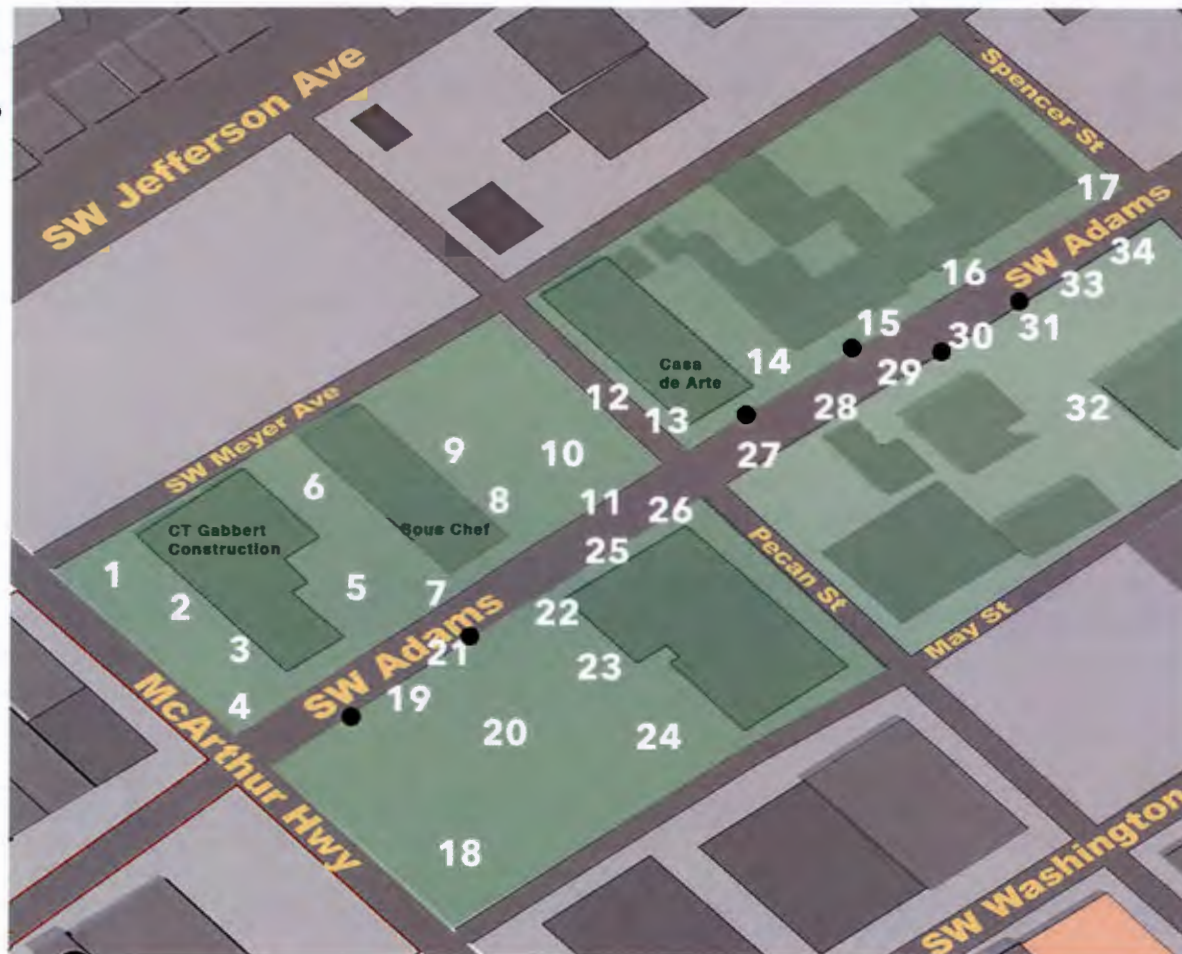 SW Jefferson Ave
Spencer St
17
SW Adams
34
16
33
15
31
30
14
Casa
de Arte
29
12
28
32
13
SW Meyer Ave
9
10
27
6
8
11
26
CT Gabbert
Construction
Sous Chef
25
Pecan St
1
5
7
2
22
May St
SW Adams
3
21
23
4
19
McArthur Hwy
20
24
18
SW Washington